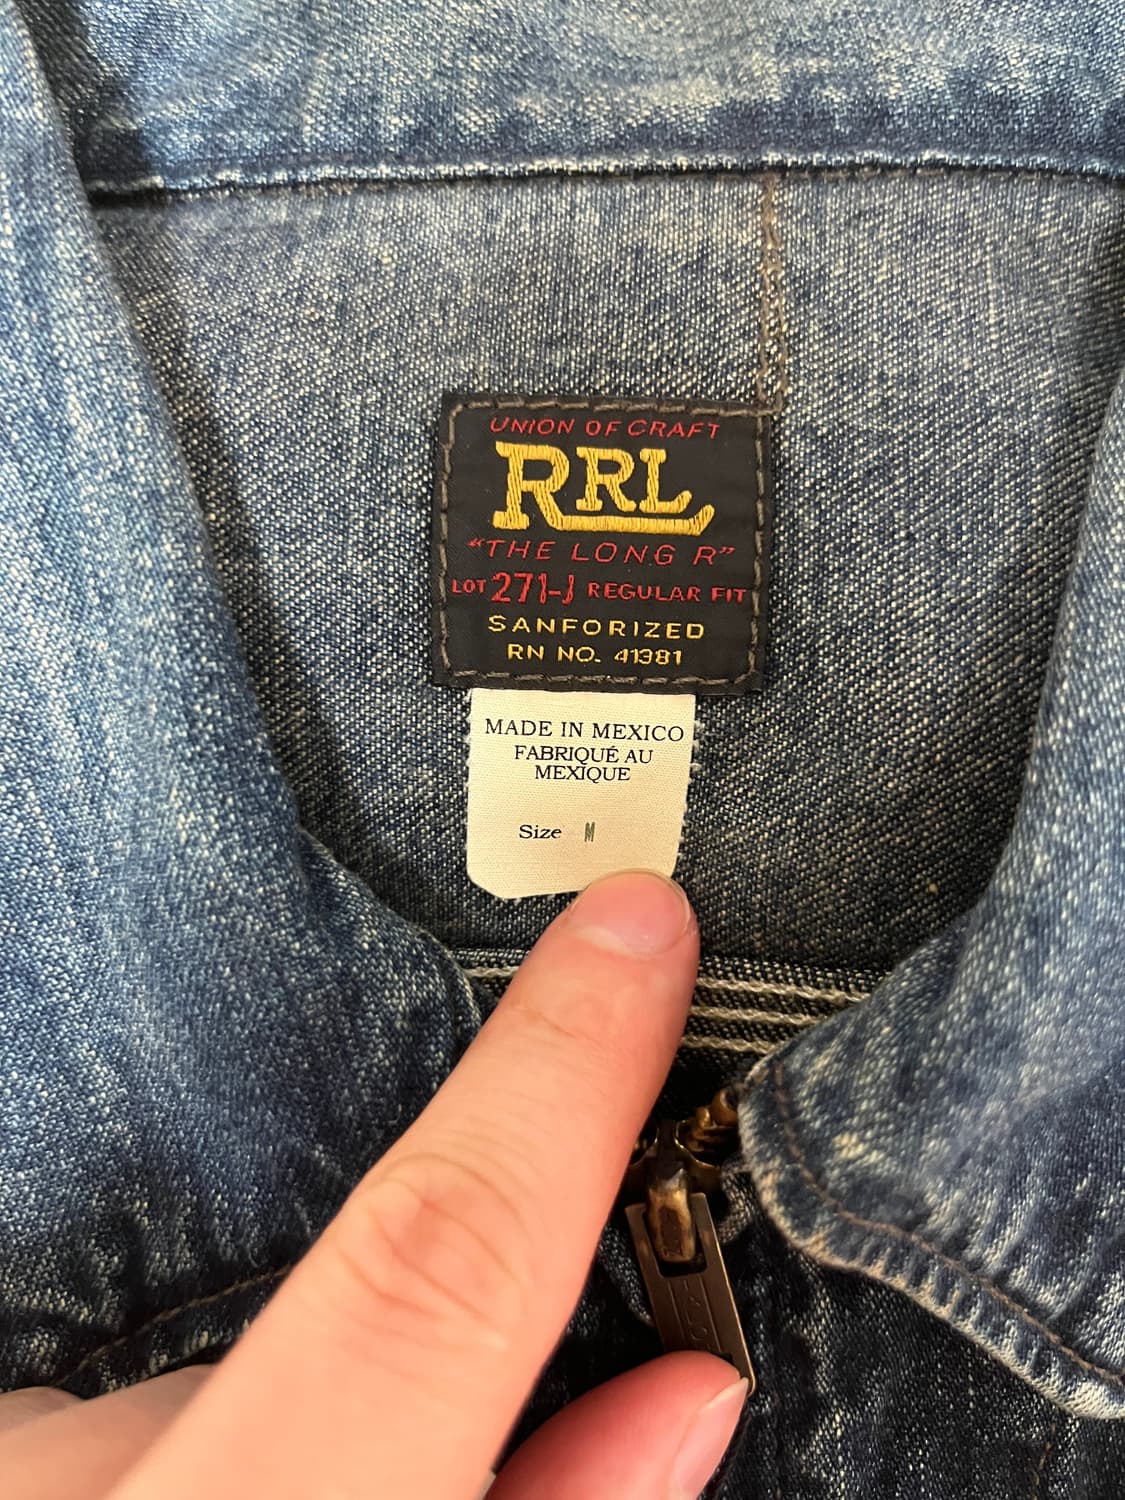 UNION OF CRAFT
RRL
"THE LONG R"
LOT 271-J REGULAR FIT
SANFORIZED
RN NO. 41381
MADE IN MEXICO
FABRIQUÉ AU
MEXIQUE
Size M